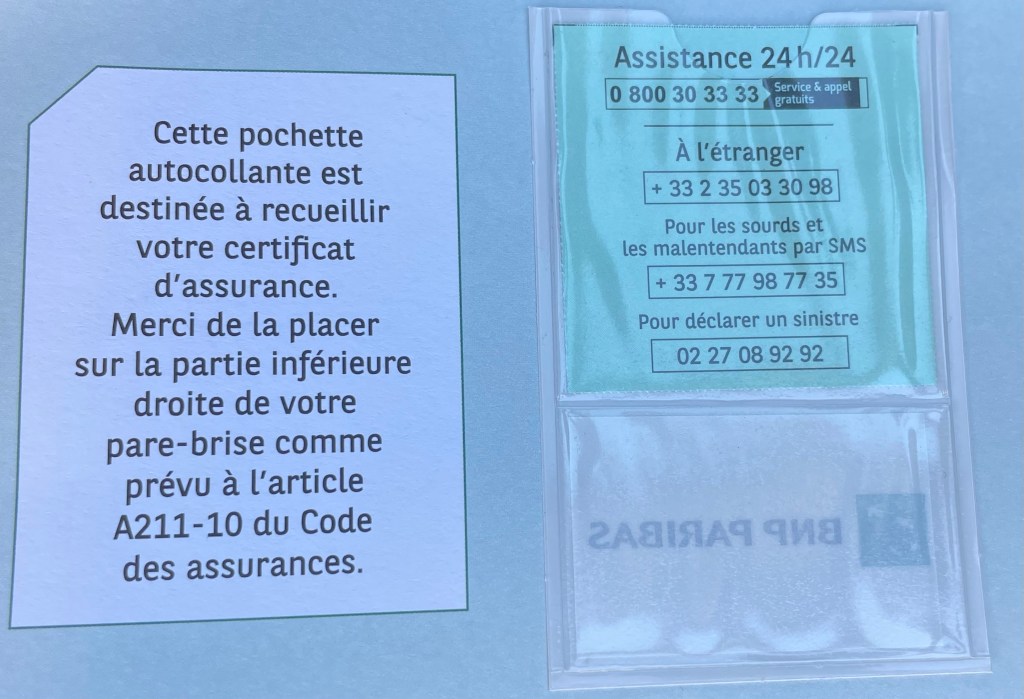 Cette pochette
autocollante est
destinée à recueillir
votre certificat
d'assurance.
Merci de la placer
sur la partie inférieure
droite de votre
pare-brise comme
prévu à l'article
A211-10 du Code
des assurances.
Assistance 24 h/24
0 800 30 33 33 Service & appel
gratuits
À l'étranger
+ 33 2 35 03 30 98
Pour les sourds et
les malentendants par SMS
+ 33 7 77 98 77 35
Pour déclarer un sinistre
02 27 08 92 92
BNP PARIBAS